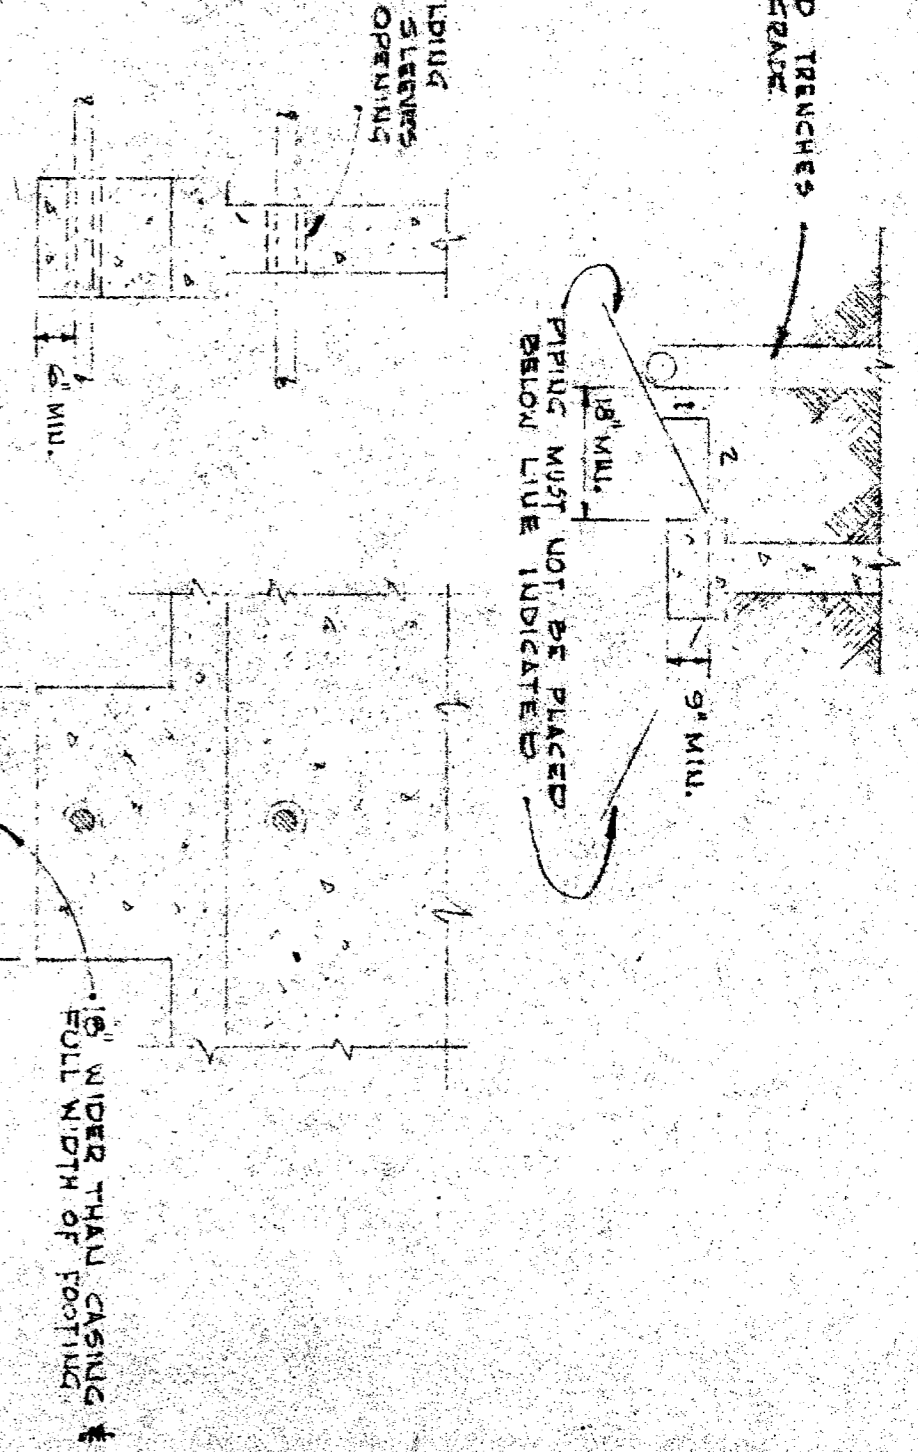 D TRENCHES
GRADE.
LDING
SLEEVES
OPENING
2
1
18" MIN.
9" MIN.
PIPING MUST NOT BE PLACED
BELOW LINE INDICATED
6" MIN.
18" WIDER THAN CASING &
FULL WIDTH OF FOOTING.